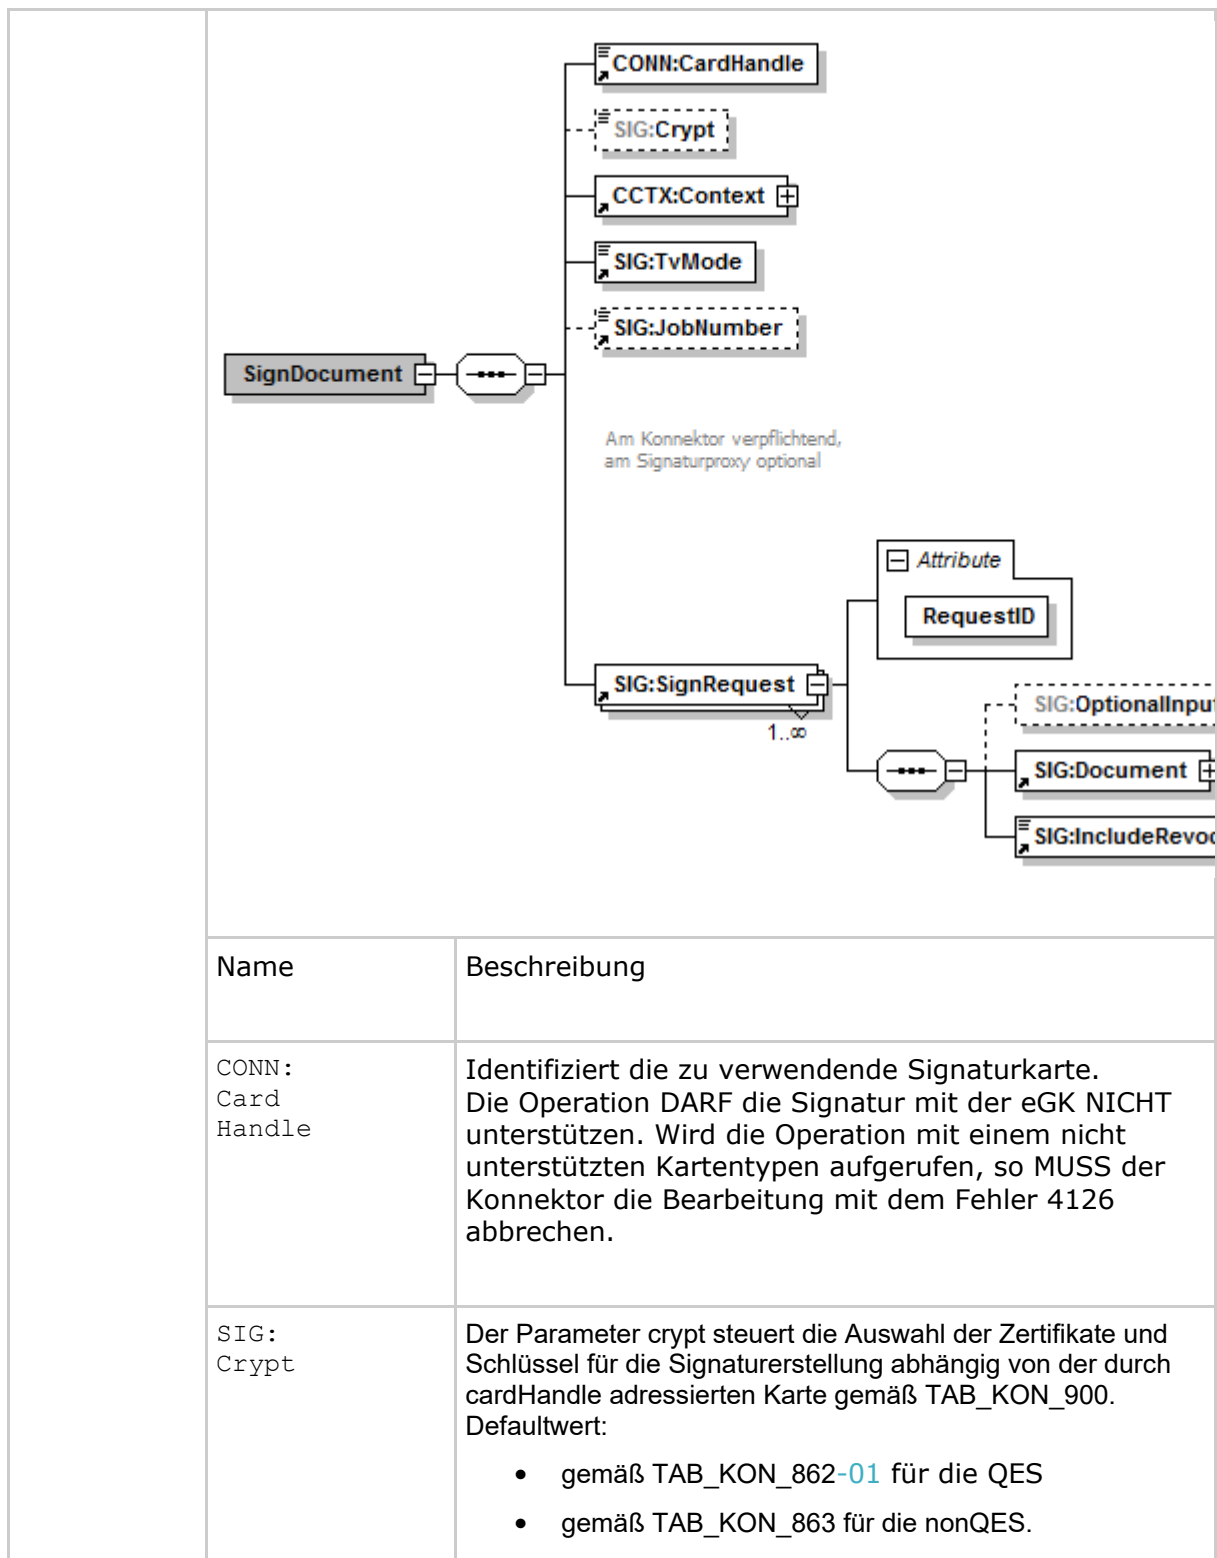 CONN:CardHandle
SIG:Crypt
CCTX:Context
SIG:TvMode
SIG:JobNumber
SignDocument
Am Konnektor verpflichtend,
am Signaturproxy optional
Attribute
RequestID
SIG:SignRequest
1..∞
SIG:OptionalInput
SIG:Document
SIG:IncludeRevoc
Name
Beschreibung
CONN:
Card
Handle
Identifiziert die zu verwendende Signaturkarte.
Die Operation DARF die Signatur mit der eGK NICHT
unterstützen. Wird die Operation mit einem nicht
unterstützten Kartentypen aufgerufen, so MUSS der
Konnektor die Bearbeitung mit dem Fehler 4126
abbrechen.
SIG:
Crypt
Der Parameter crypt steuert die Auswahl der Zertifikate und
Schlüssel für die Signaturerstellung abhängig von der durch
cardHandle adressierten Karte gemäß TAB_KON_900.
Defaultwert:
• gemäß TAB_KON_862-01 für die QES
• gemäß TAB_KON_863 für die nonQES.